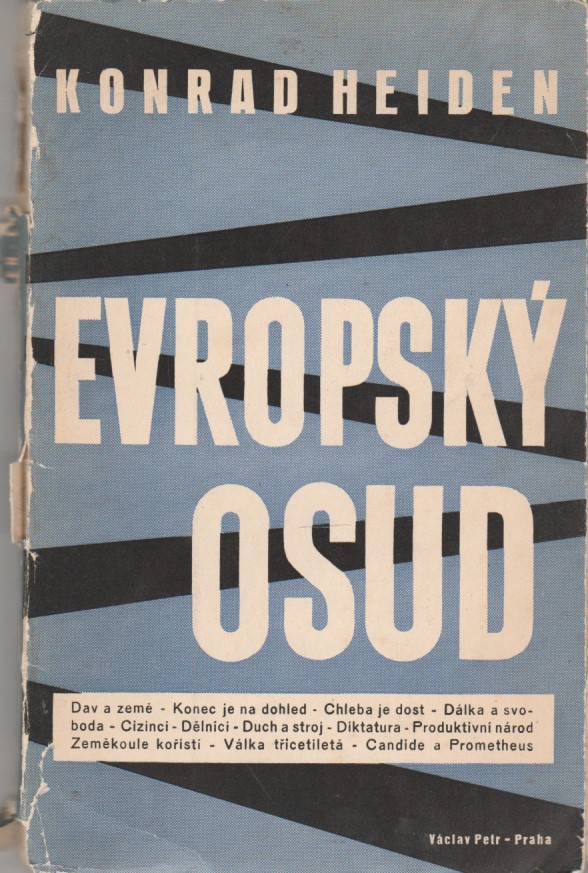 KONRAD HEIDEN
EVROPSKÝ
OSUD
Dav a země - Konec je na dohled - Chleba je dost - Dálka a svo-
boda - Cizinci - Dělníci - Duch a stroj - Diktatura - Produktivní národ
Zeměkoule kořistí - Válka třicetiletá - Candide a Prometheus
Václav Petr - Praha